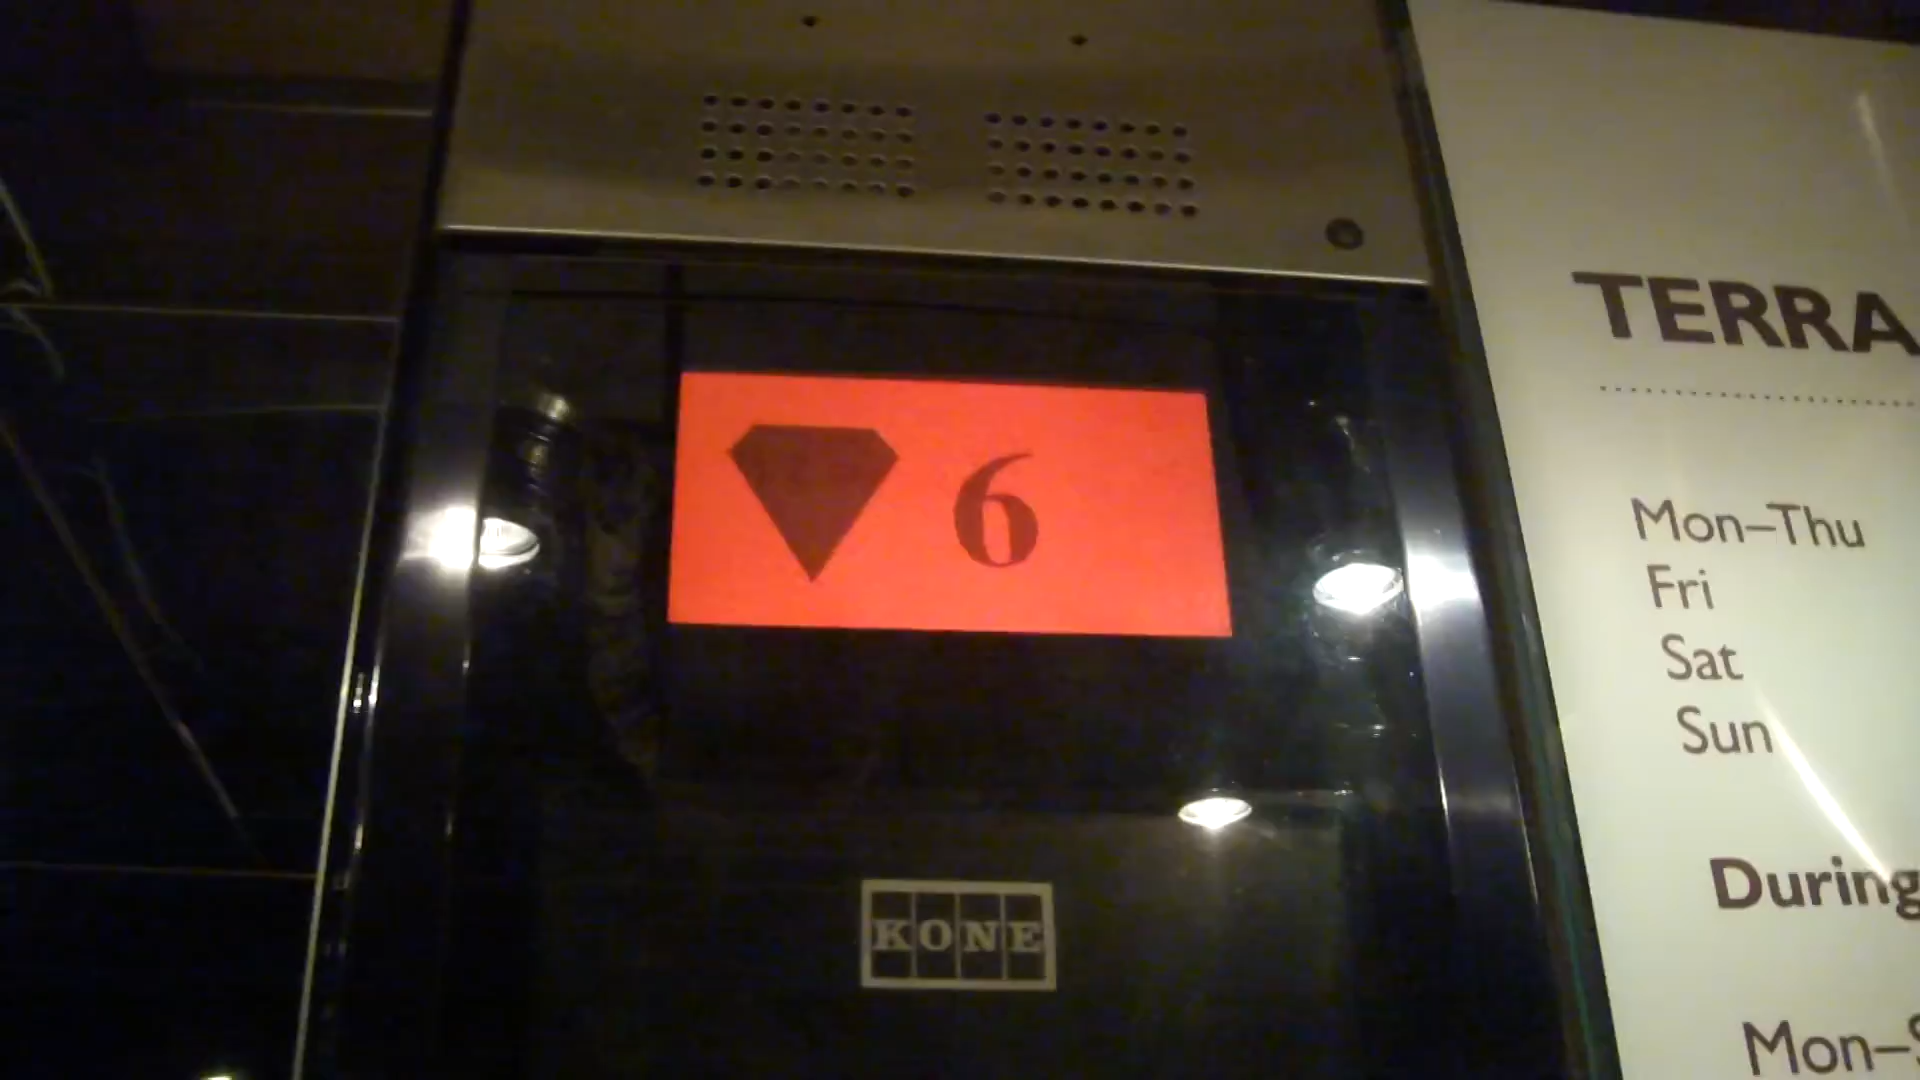 6
KONE
TERRA
Mon–Thu
Fri
Sat
Sun
During
Mon–S